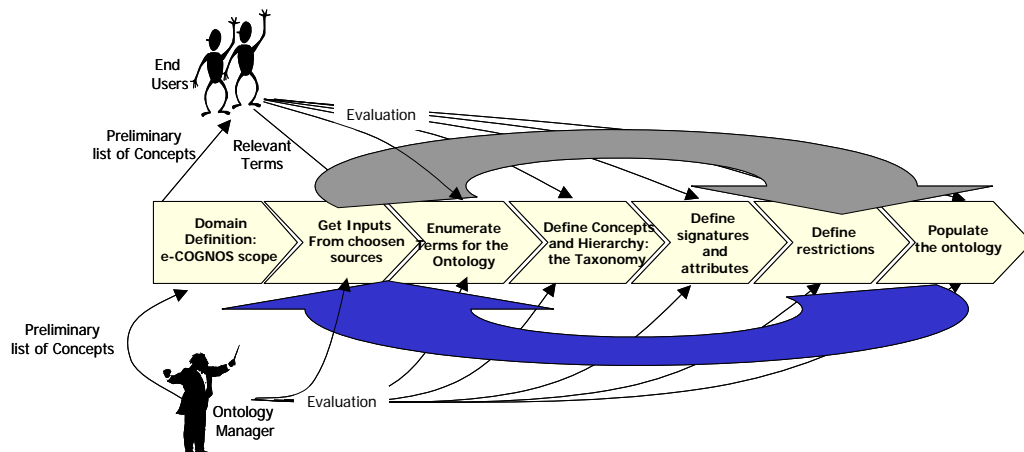 End
Users
Evaluation
Preliminary
list of Concepts
Relevant
Terms
Domain
Definition:
e-COGNOS scope
Get Inputs
From choosen
sources
Enumerate
Terms for the
Ontology
Define Concepts
and Hierarchy:
the Taxonomy
Define
signatures
and
attributes
Define
restrictions
Populate
the ontology
Preliminary
list of Concepts
Ontology
Manager
Evaluation